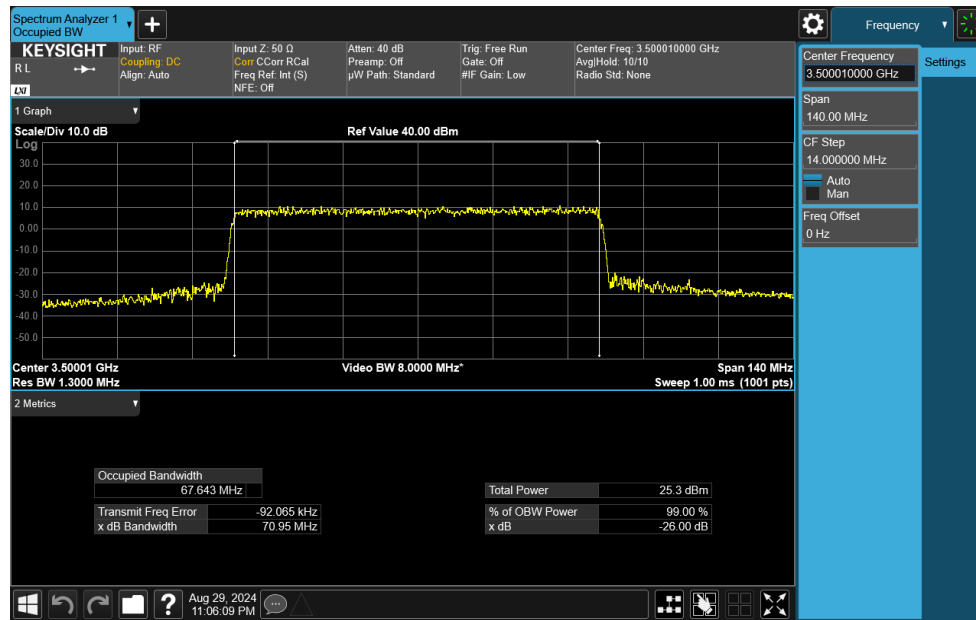 Spectrum Analyzer 1
Occupied BW
Frequency
KEYSIGHT
R L
LXI
Input: RF
Coupling: DC
Align: Auto
Input Z: 50 Ω
Corr CCorr RCal
Freq Ref: Int (S)
NFE: Off
Atten: 40 dB
Preamp: Off
µW Path: Standard
Trig: Free Run
Gate: Off
#IF Gain: Low
Center Freq: 3.500010000 GHz
Avg|Hold: 10/10
Radio Std: None
Center Frequency
3.500010000 GHz
Settings
Span
140.00 MHz
CF Step
14.000000 MHz
Auto
Man
Freq Offset
0 Hz
1 Graph
Scale/Div 10.0 dB
Ref Value 40.00 dBm
Log
30.0
20.0
10.0
0.00
-10.0
-20.0
-30.0
-40.0
-50.0
Center 3.50001 GHz
Video BW 8.0000 MHz*
Span 140 MHz
Res BW 1.3000 MHz
Sweep 1.00 ms (1001 pts)
2 Metrics
Occupied Bandwidth
67.643 MHz
Total Power 25.3 dBm
Transmit Freq Error -92.065 kHz
% of OBW Power 99.00 %
x dB Bandwidth 70.95 MHz
x dB -26.00 dB
Aug 29, 2024
11:06:09 PM